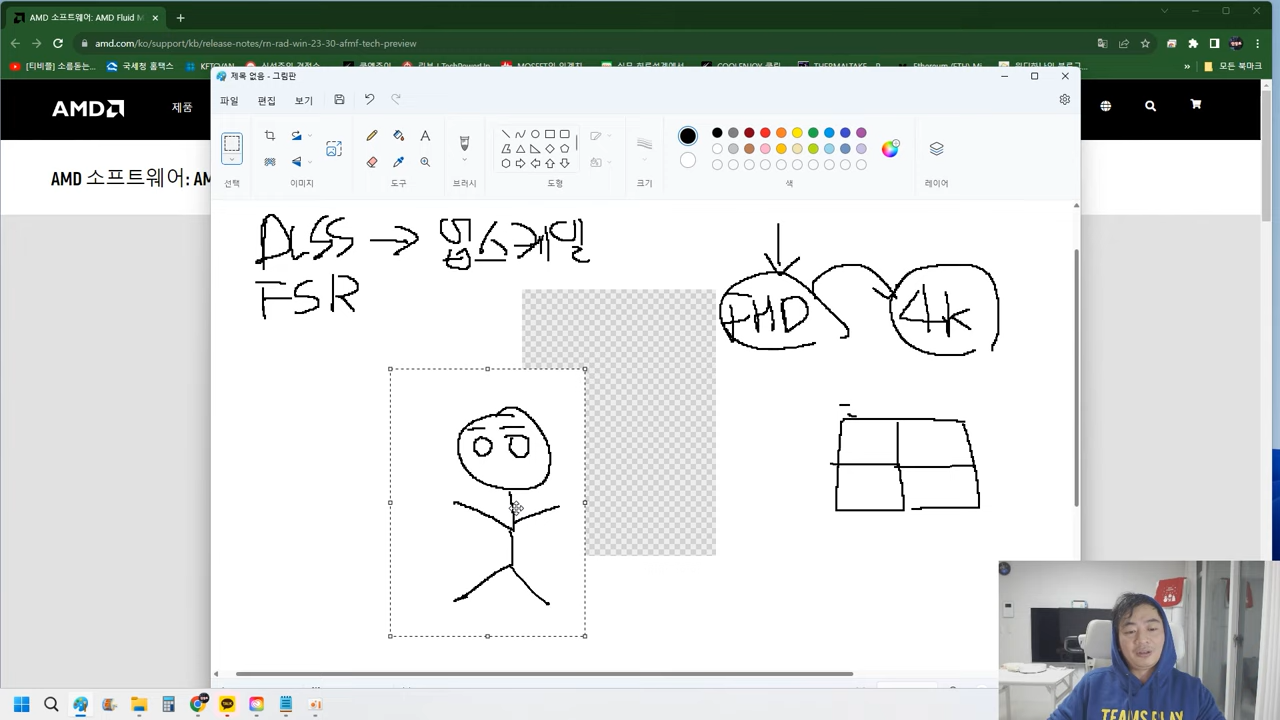 AMD 소프트웨어: AMD Fluid M
amd.com/ko/support/kb/release-notes/rn-rad-win-23-30-afmf-tech-preview
국세청 홈택스
KFTCVAN
모든 북마크
제목 없음 - 그림판
AMD
제품
파일 편집 보기
AMD 소프트웨어: AM
선택 이미지 도구 브러시 도형 크기 색 레이어
DLSS → 업스케일
FSR
FHD 4k
TEAMS PLAY